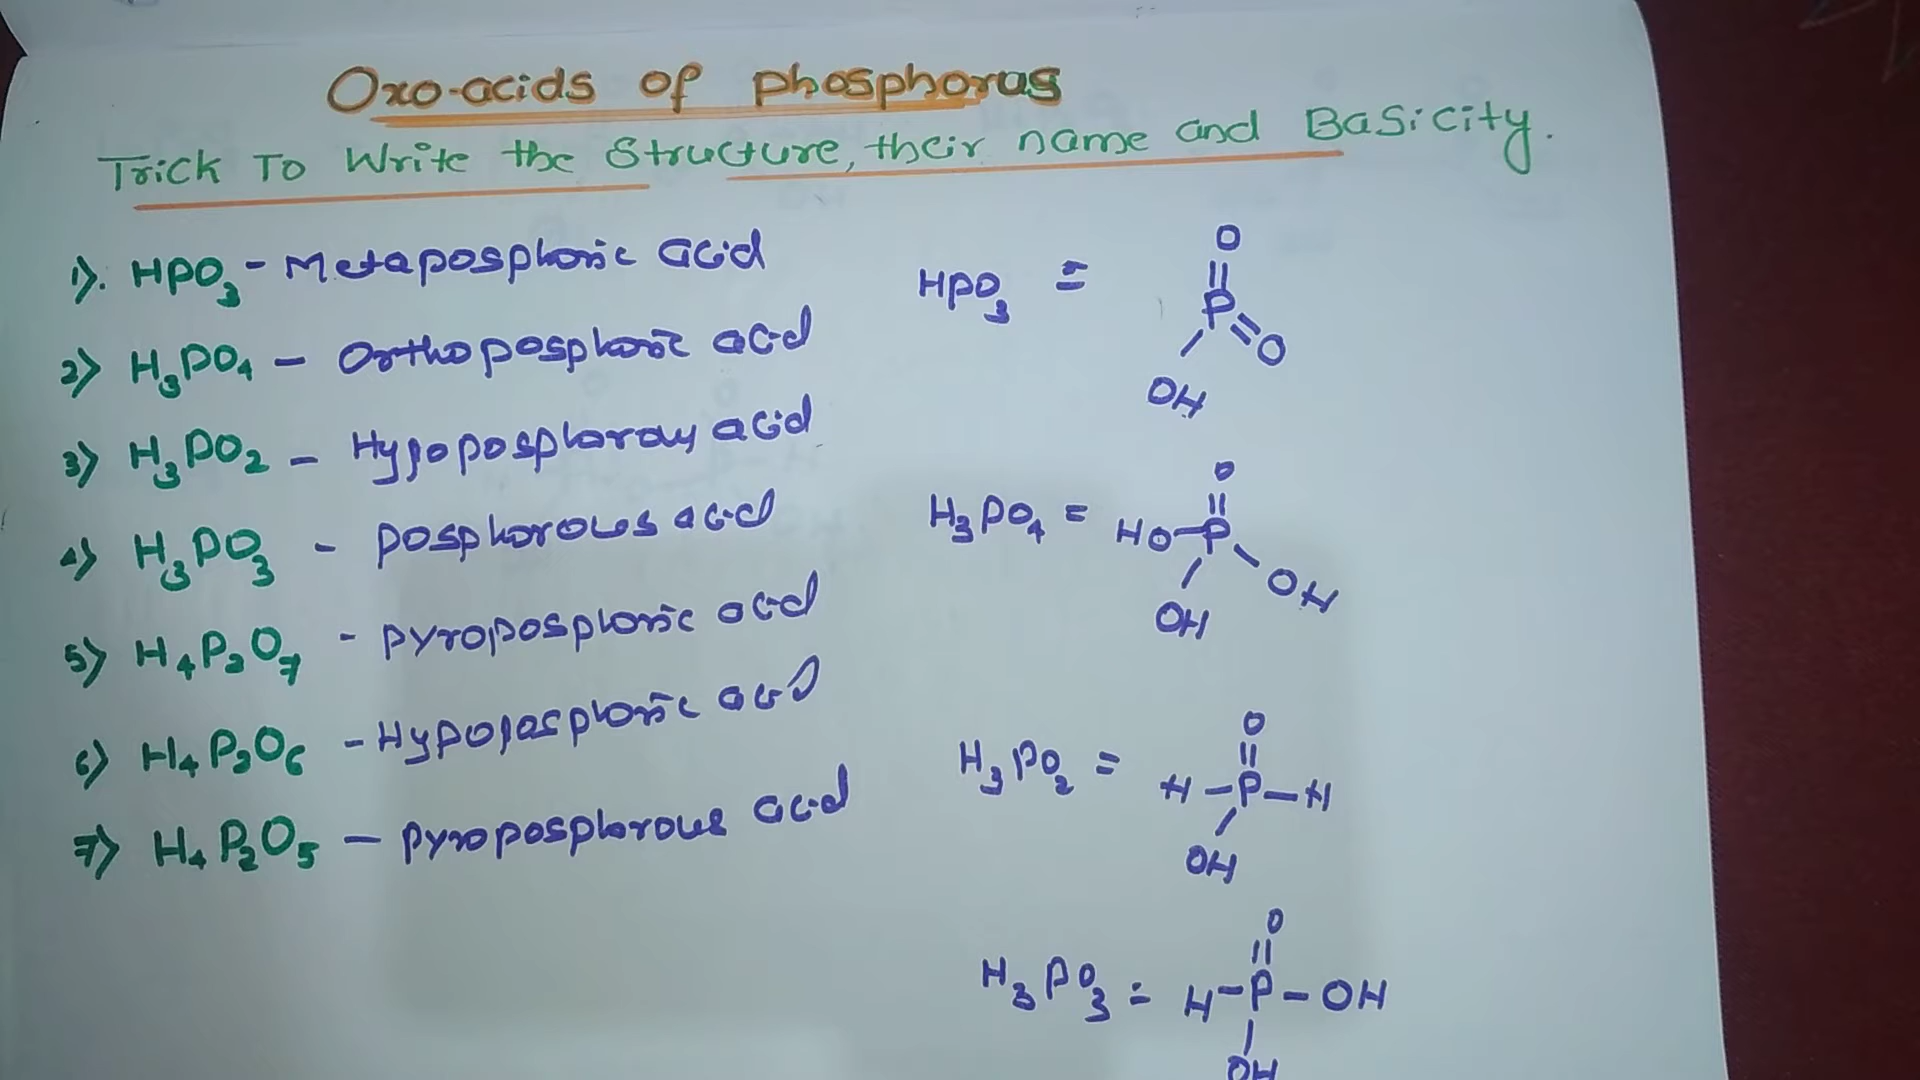 Oxo-acids of phosphoras
Trick To Write the Structure, their name and Basicity.
1). HPO3 - Metaposphoric acid
2) H3PO4 - Orthoposphoric acid
3) H3PO2 - Hypoposphorous acid
4) H3PO3 - posphorous acid
5) H4P2O7 - pyroposphoric acid
6) H4P2O6 - Hypoposphoric acid
7) H4P2O5 - pyroposphorous acid
HPO3 =
O
P
O
OH
H3PO4 =
O
HO-P
OH
OH
H3PO2 =
O
H-P-H
OH
H3PO3 =
O
H-P-OH
OH